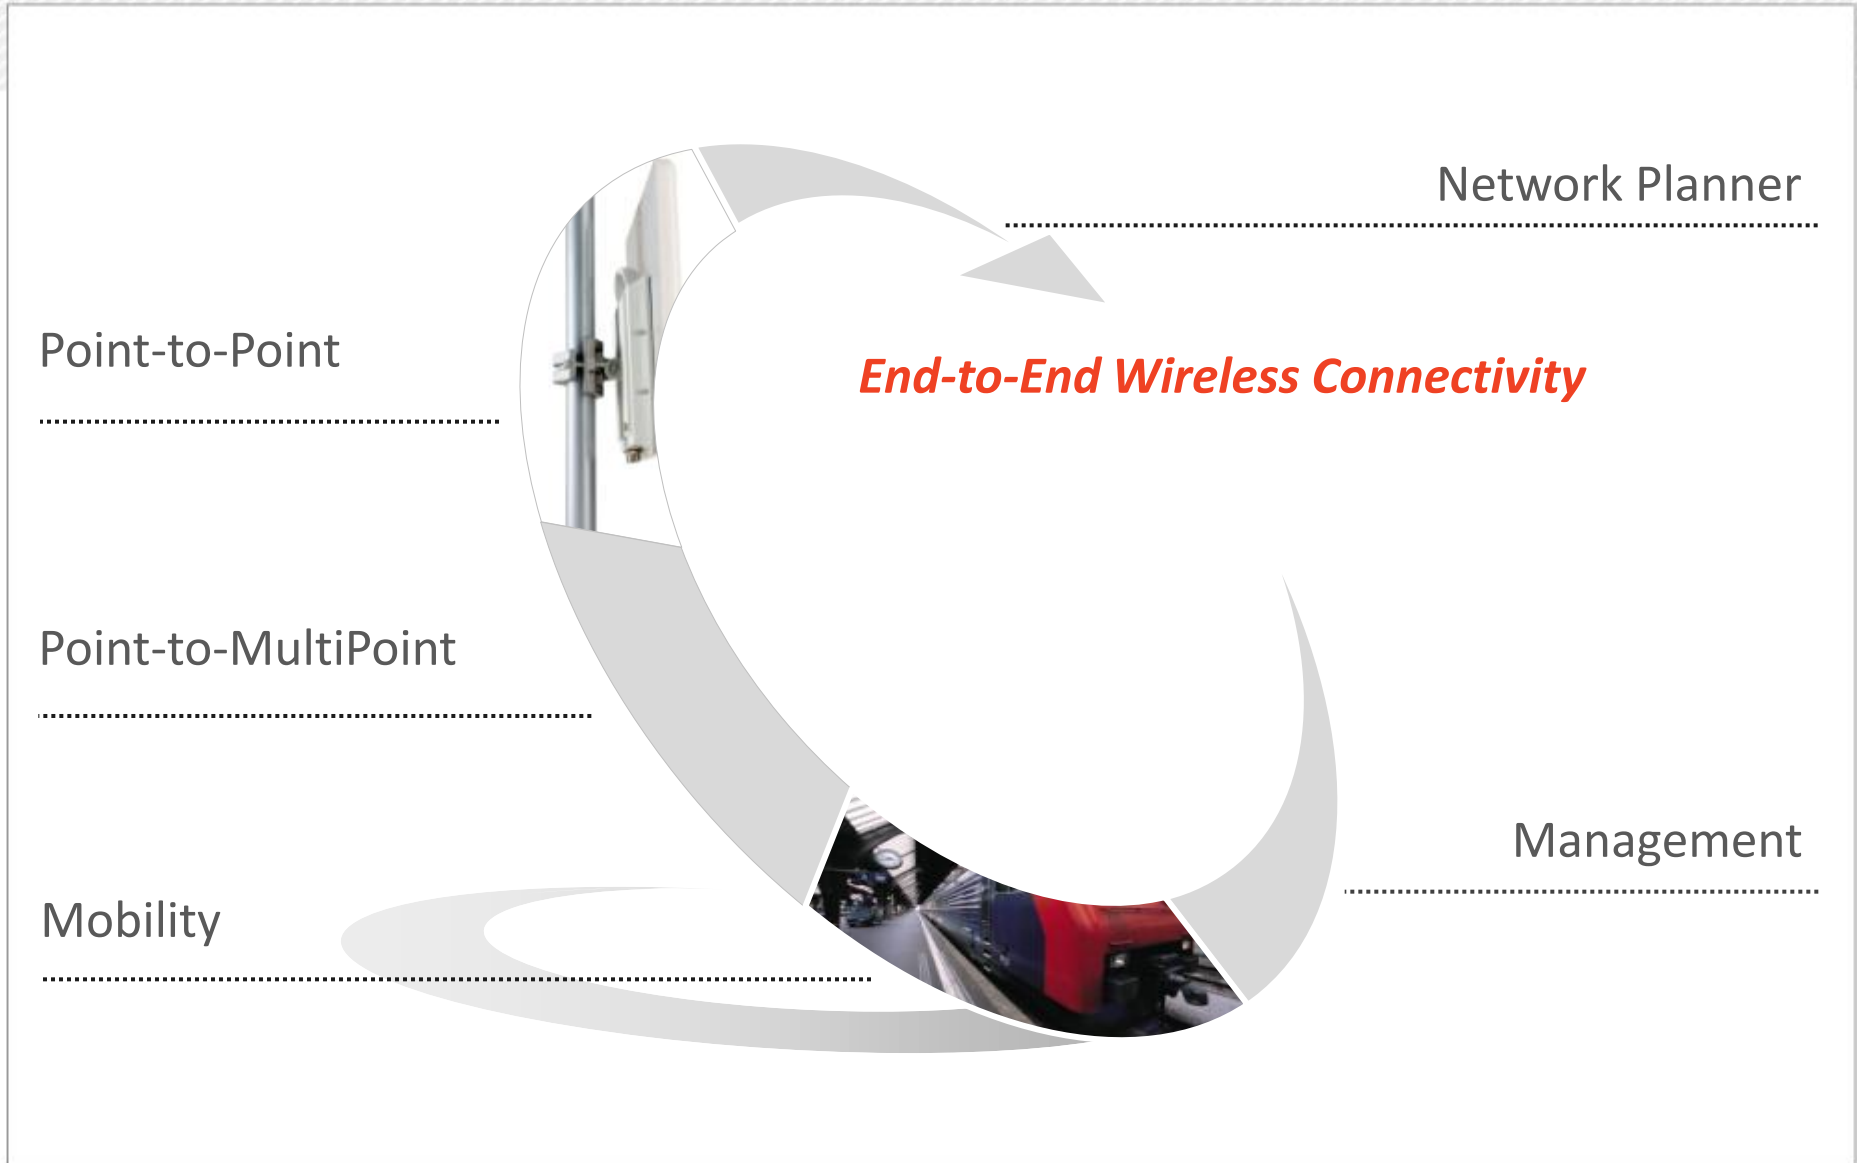 Network Planner
Point-to-Point
End-to-End Wireless Connectivity
Point-to-MultiPoint
Management
Mobility